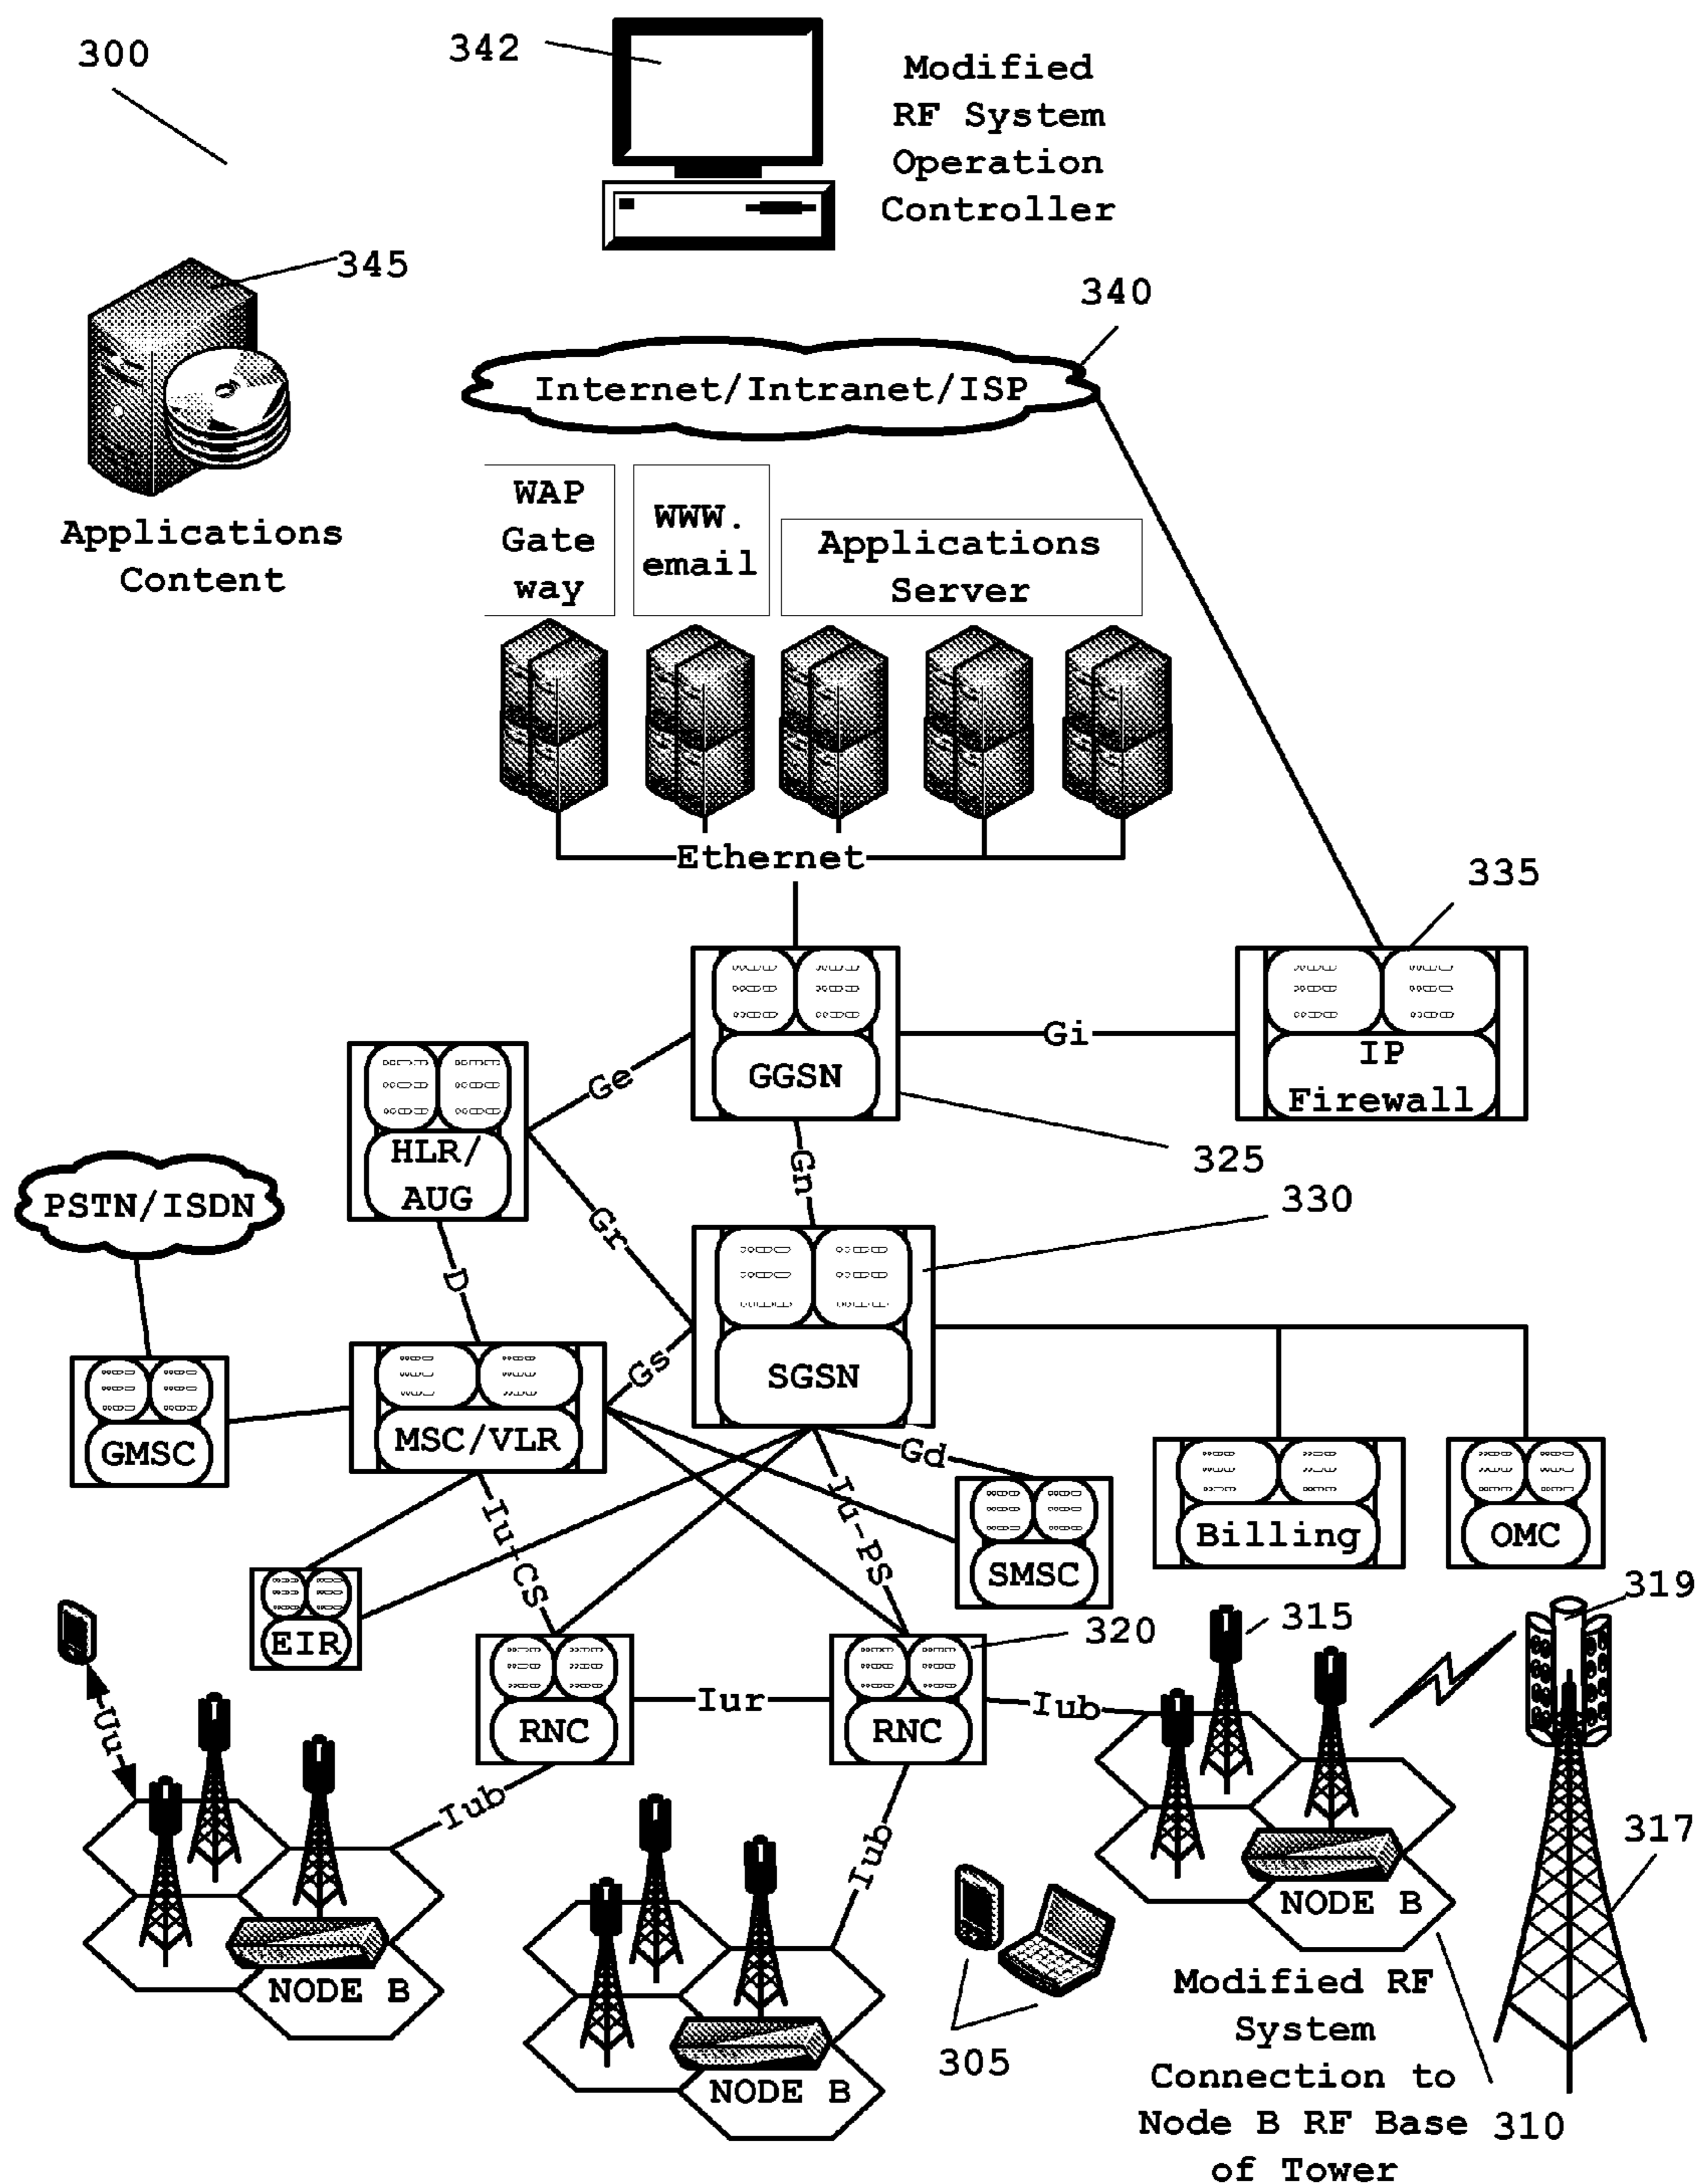 300
342
Modified
RF System
Operation
Controller
345
340
Internet/Intranet/ISP
Applications
Content
WAP
Gate
way
WWW.
email
Applications
Server
Ethernet
335
GGSN
Gi
IP
Firewall
Ge
HLR/
AUG
325
Gn
330
PSTN/ISDN
Gr
D
Gs
SGSN
GMSC
MSC/VLR
Gd
Iu-CS
Iu-PS
SMSC
Billing
OMC
EIR
319
315
320
Uu
RNC
Iur
RNC
Iub
Iub
Iub
317
NODE B
NODE B
NODE B
305
Modified RF
System
Connection to
Node B RF Base
of Tower
310